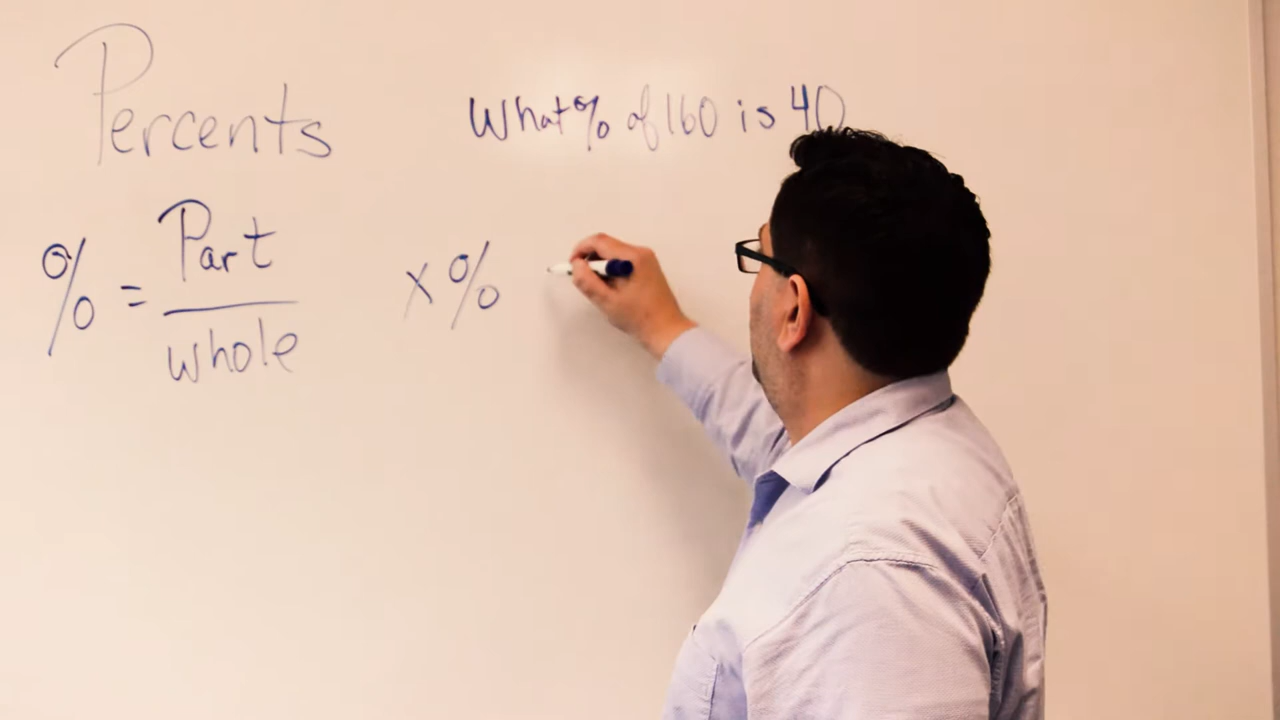 Percents
What % of 160 is 40
% = Part
whole
x %